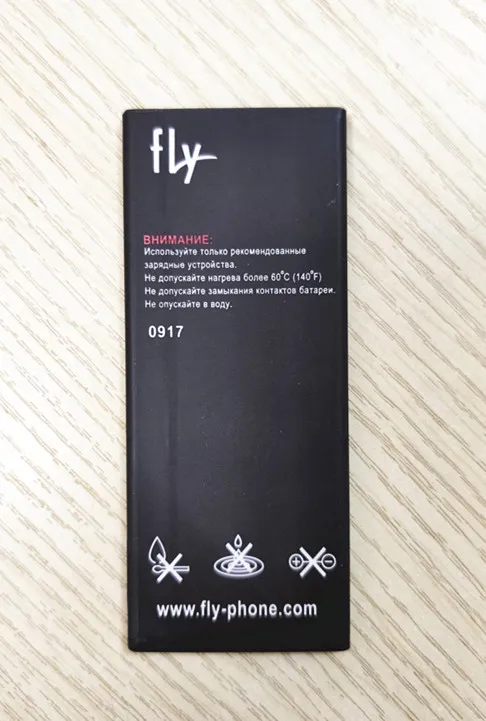 fly
ВНИМАНИЕ:
Используйте только рекомендованные
зарядные устройства.
Не допускайте нагрева более 60°C (140°F)
Не допускайте замыкания контактов батареи.
Не опускайте в воду.
0917
www.fly-phone.com